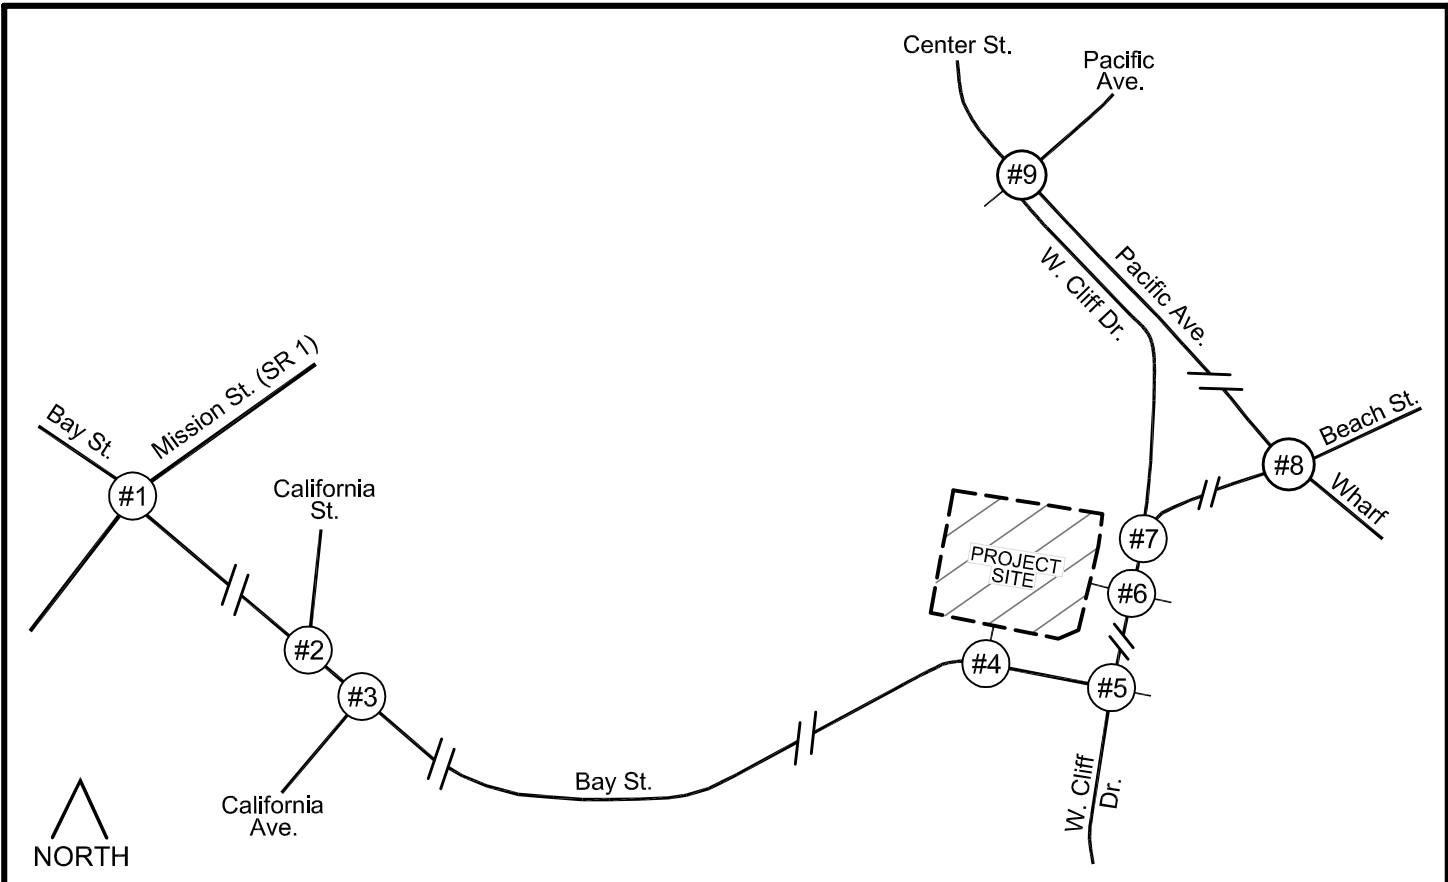 Center St.
Pacific
Ave.
#9
W. Cliff Dr.
Pacific Ave.
Bay St.
Mission St. (SR 1)
#1
California
St.
Beach St.
#8
Wharf
#7
PROJECT
SITE
#6
#2
#3
#4
#5
Bay St.
W. Cliff
Dr.
California
Ave.
NORTH